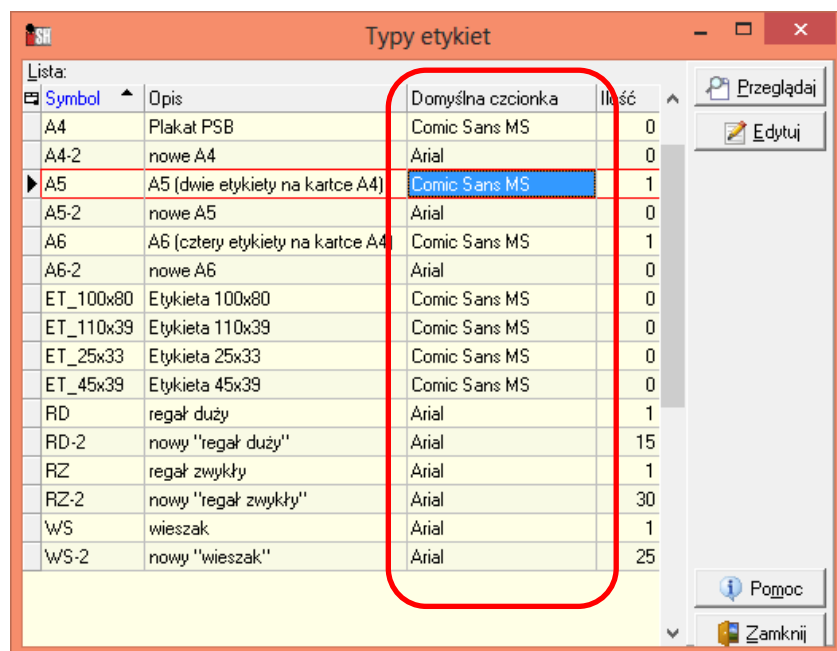 SH Typy etykiet
Lista:
Symbol Opis Domyślna czcionka Ilość
A4 Plakat PSB Comic Sans MS 0
A4-2 nowe A4 Arial 0
A5 A5 (dwie etykiety na kartce A4) Comic Sans MS 1
A5-2 nowe A5 Arial 0
A6 A6 (cztery etykiety na kartce A4) Comic Sans MS 1
A6-2 nowe A6 Arial 0
ET_100x80 Etykieta 100x80 Comic Sans MS 0
ET_110x39 Etykieta 110x39 Comic Sans MS 0
ET_25x33 Etykieta 25x33 Comic Sans MS 0
ET_45x39 Etykieta 45x39 Comic Sans MS 0
RD regał duży Arial 1
RD-2 nowy "regał duży" Arial 15
RZ regał zwykły Arial 1
RZ-2 nowy "regał zwykły" Arial 30
WS wieszak Arial 1
WS-2 nowy "wieszak" Arial 25
Przeglądaj
Edytuj
Pomoc
Zamknij